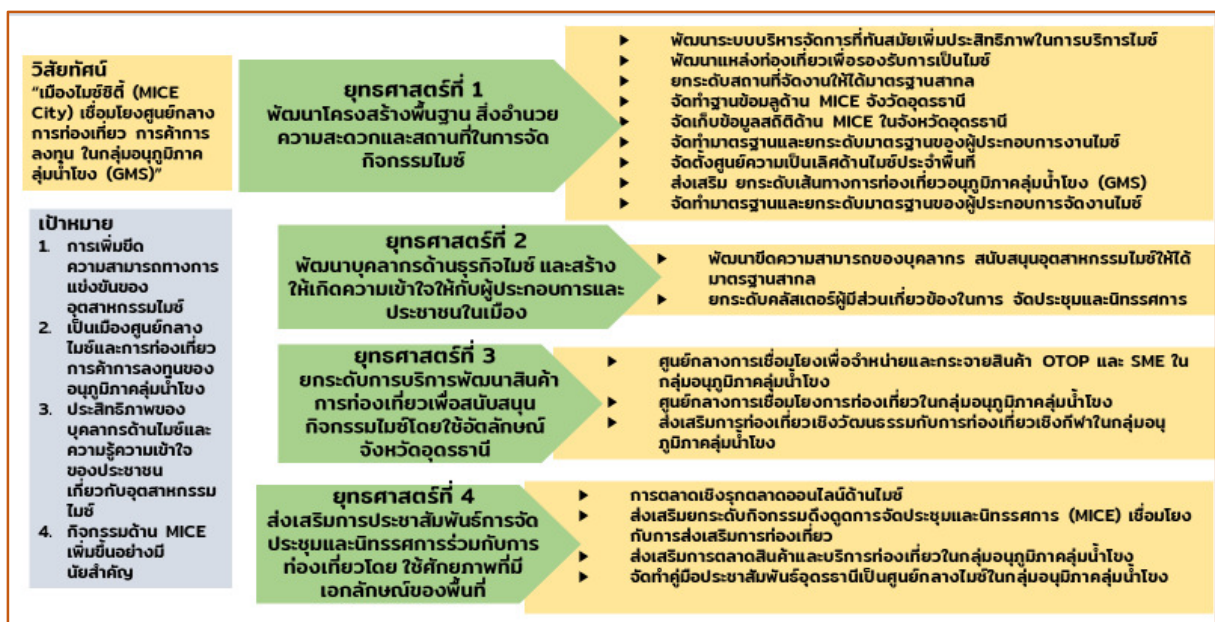 วิสัยทัศน์
“เมืองไมซ์ซิตี้ (MICE
City) เชื่อมโยงศูนย์กลาง
การท่องเที่ยว การค้าการ
ลงทุน ในกลุ่มอนุภูมิภาค
ลุ่มน้ำโขง (GMS)”
เป้าหมาย
1. การเพิ่มขีด
ความสามารถทางการ
แข่งขันของ
อุตสาหกรรมไมซ์
2. เป็นเมืองศูนย์กลาง
ไมซ์และการท่องเที่ยว
การค้าการลงทุนของ
อนุภูมิภาคลุ่มน้ำโขง
3. ประสิทธิภาพของ
บุคลากรด้านไมซ์และ
ความรู้ความเข้าใจ
ของประชาชน
เกี่ยวกับอุตสาหกรรม
ไมซ์
4. กิจกรรมด้าน MICE
เพิ่มขึ้นอย่างมี
นัยสำคัญ
ยุทธศาสตร์ที่ 1
พัฒนาโครงสร้างพื้นฐาน สิ่งอำนวย
ความสะดวกและสถานที่ในการจัด
กิจกรรมไมซ์
พัฒนาระบบบริหารจัดการที่ทันสมัยเพิ่มประสิทธิภาพในการบริการไมซ์
พัฒนาแหล่งท่องเที่ยวเพื่อรองรับการเป็นไมซ์
ยกระดับสถานที่จัดงานให้ได้มาตรฐานสากล
จัดทำฐานข้อมูลด้าน MICE จังวัดอุดรธานี
จัดเก็บข้อมูลสถิติด้าน MICE ในจังหวัดอุดรธานี
จัดทำมาตรฐานและยกระดับมาตรฐานของผู้ประกอบการงานไมซ์
จัดตั้งศูนย์ความเป็นเลิศด้านไมซ์ประจำพื้นที่
ส่งเสริม ยกระดับเส้นทางการท่องเที่ยวอนุภูมิภาคลุ่มน้ำโขง (GMS)
จัดทำมาตรฐานและยกระดับมาตรฐานของผู้ประกอบการจัดงานไมซ์
ยุทธศาสตร์ที่ 2
พัฒนาบุคลากรด้านธุรกิจไมซ์ และสร้าง
ให้เกิดความเข้าใจให้กับผู้ประกอบการและ
ประชาชนในเมือง
พัฒนาขีดความสามารถของบุคลากร สนับสนุนอุตสาหกรรมไมซ์ให้ได้
มาตรฐานสากล
ยกระดับคลัสเตอร์ผู้มีส่วนเกี่ยวข้องในการ จัดประชุมและนิทรรศการ
ยุทธศาสตร์ที่ 3
ยกระดับการบริการพัฒนาสินค้า
การท่องเที่ยวเพื่อสนับสนุน
กิจกรรมไมซ์โดยใช้อัตลักษณ์
จังหวัดอุดรธานี
ศูนย์กลางการเชื่อมโยงเพื่อจำหน่ายและกระจายสินค้า OTOP และ SME ใน
กลุ่มอนุภูมิภาคลุ่มน้ำโขง
ศูนย์กลางการเชื่อมโยงการท่องเที่ยวในกลุ่มอนุภูมิภาคลุ่มน้ำโขง
ส่งเสริมการท่องเที่ยวเชิงวัฒนธรรมกับการท่องเที่ยวเชิงกีฬาในกลุ่มอนุ
ภูมิภาคลุ่มน้ำโขง
ยุทธศาสตร์ที่ 4
ส่งเสริมการประชาสัมพันธ์การจัด
ประชุมและนิทรรศการร่วมกับการ
ท่องเที่ยวโดย ใช้ศักยภาพที่มี
เอกลักษณ์ของพื้นที่
การตลาดเชิงรุกตลาดออนไลน์ด้านไมซ์
ส่งเสริมยกระดับกิจกรรมดึงดูดการจัดประชุมและนิทรรศการ (MICE) เชื่อมโยง
กับการส่งเสริมการท่องเที่ยว
ส่งเสริมการตลาดสินค้าและบริการท่องเที่ยวในกลุ่มอนุภูมิภาคลุ่มน้ำโขง
จัดทำคู่มือประชาสัมพันธ์อุดรธานีเป็นศูนย์กลางไมซ์ในกลุ่มอนุมิภาคลุ่มน้ำโขง